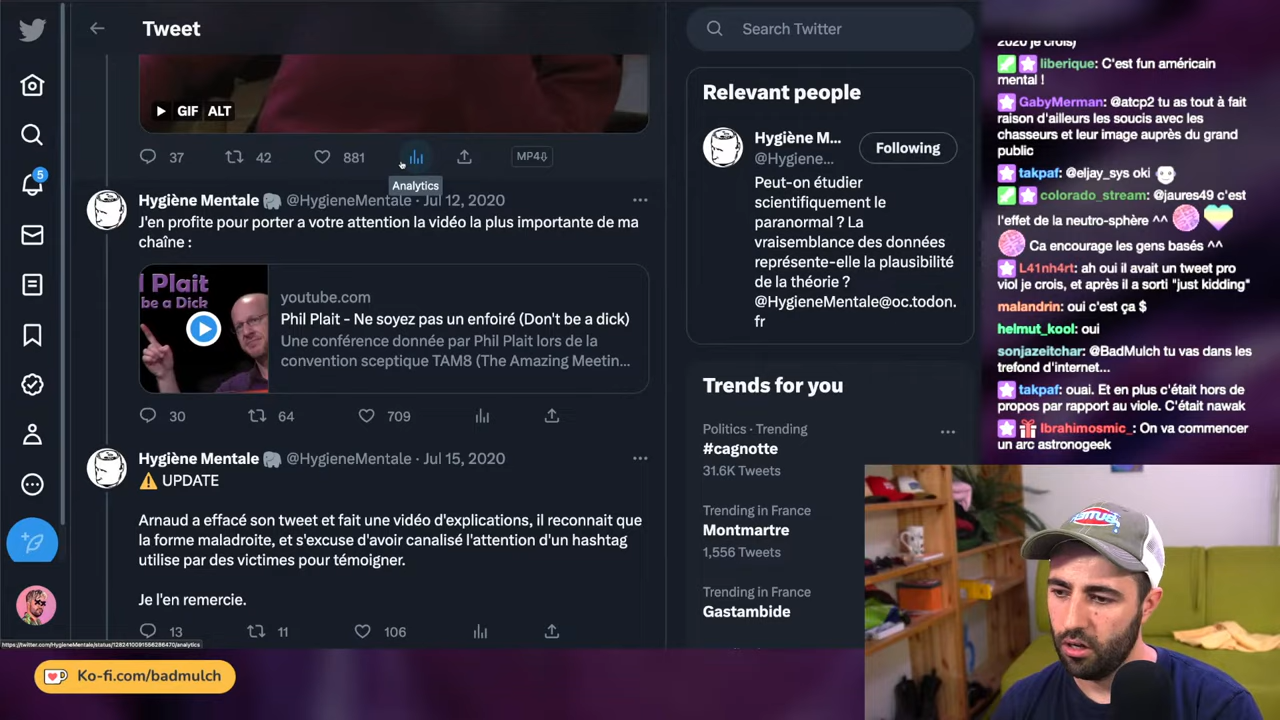 Tweet
GIF ALT
37 42 881 MP4
Analytics
Hygiène Mentale @HygieneMentale · Jul 12, 2020
J'en profite pour porter a votre attention la vidéo la plus importante de ma
chaîne :
l Plait
be a Dick
youtube.com
Phil Plait - Ne soyez pas un enfoiré (Don't be a dick)
Une conférence donnée par Phil Plait lors de la
convention sceptique TAM8 (The Amazing Meetin...
30 64 709
Hygiène Mentale @HygieneMentale · Jul 15, 2020
⚠️ UPDATE
Arnaud a effacé son tweet et fait une vidéo d'explications, il reconnait que
la forme maladroite, et s'excuse d'avoir canalisé l'attention d'un hashtag
utilise par des victimes pour témoigner.
Je l'en remercie.
13 11 106
5
Ko-fi.com/badmulch
Search Twitter
Relevant people
Hygiène M...
@Hygiene...
Following
Peut-on étudier
scientifiquement le
paranormal ? La
vraisemblance des données
représente-elle la plausibilité
de la théorie ?
@HygieneMentale@oc.todon.
fr
Trends for you
Politics · Trending
#cagnotte
31.6K Tweets
Trending in France
Montmartre
1,556 Tweets
Trending in France
Gastambide
2020 je crois)
liberique: C'est fun américain
mental !
GabyMerman: @atcp2 tu as tout à fait
raison d'ailleurs les soucis avec les
chasseurs et leur image auprès du grand
public
takpaf: @eljay_sys oki
colorado_stream: @jaures49 c'est
l'effet de la neutro-sphère ^^
Ca encourage les gens basés ^^
L41nh4rt: ah oui il avait un tweet pro
viol je crois, et après il a sorti "just kidding"
malandrin: oui c'est ça $
helmut_kool: oui
sonjazeitchar: @BadMulch tu vas dans les
trefond d'internet...
takpaf: ouai. Et en plus c'était hors de
propos par rapport au viole. C'était nawak
Ibrahimosmic_: On va commencer
un arc astronogeek